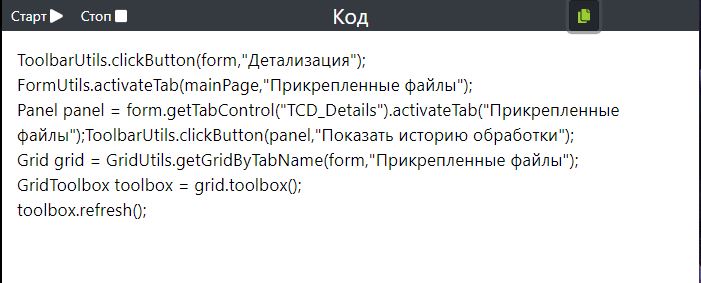 Старт Стоп Код
ToolbarUtils.clickButton(form,"Детализация");
FormUtils.activateTab(mainPage,"Прикрепленные файлы");
Panel panel = form.getTabControl("TCD_Details").activateTab("Прикрепленные
файлы");ToolbarUtils.clickButton(panel,"Показать историю обработки");
Grid grid = GridUtils.getGridByTabName(form,"Прикрепленные файлы");
GridToolbox toolbox = grid.toolbox();
toolbox.refresh();